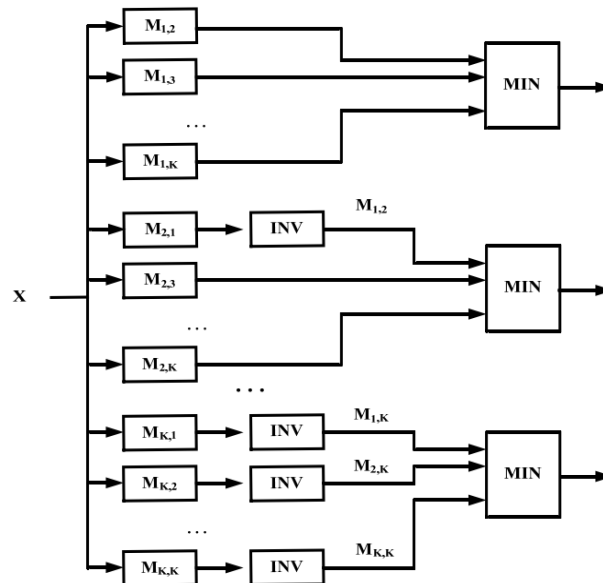 M1,2
M1,3
MIN
...
M1,K
M2,1 INV M1,2
M2,3
MIN
X
...
M2,K
...
MK,1 INV M1,K
MK,2 INV M2,K
MIN
...
MK,K INV MK,K